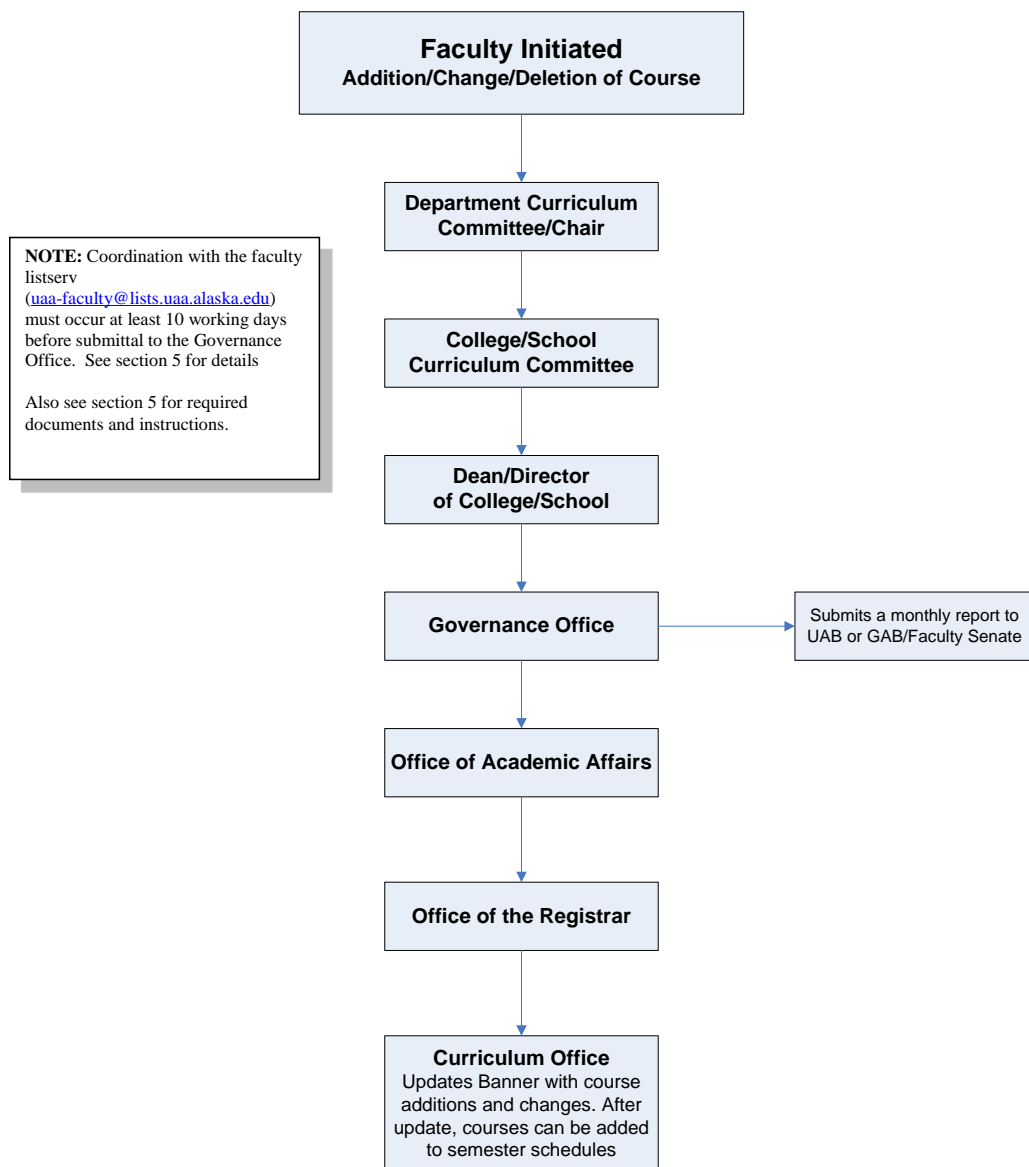 Faculty Initiated
Addition/Change/Deletion of Course
Department Curriculum
Committee/Chair
NOTE: Coordination with the faculty
listserv
(uaa-faculty@lists.uaa.alaska.edu)
must occur at least 10 working days
before submittal to the Governance
Office. See section 5 for details
Also see section 5 for required
documents and instructions.
College/School
Curriculum Committee
Dean/Director
of College/School
Governance Office
Submits a monthly report to
UAB or GAB/Faculty Senate
Office of Academic Affairs
Office of the Registrar
Curriculum Office
Updates Banner with course
additions and changes. After
update, courses can be added
to semester schedules